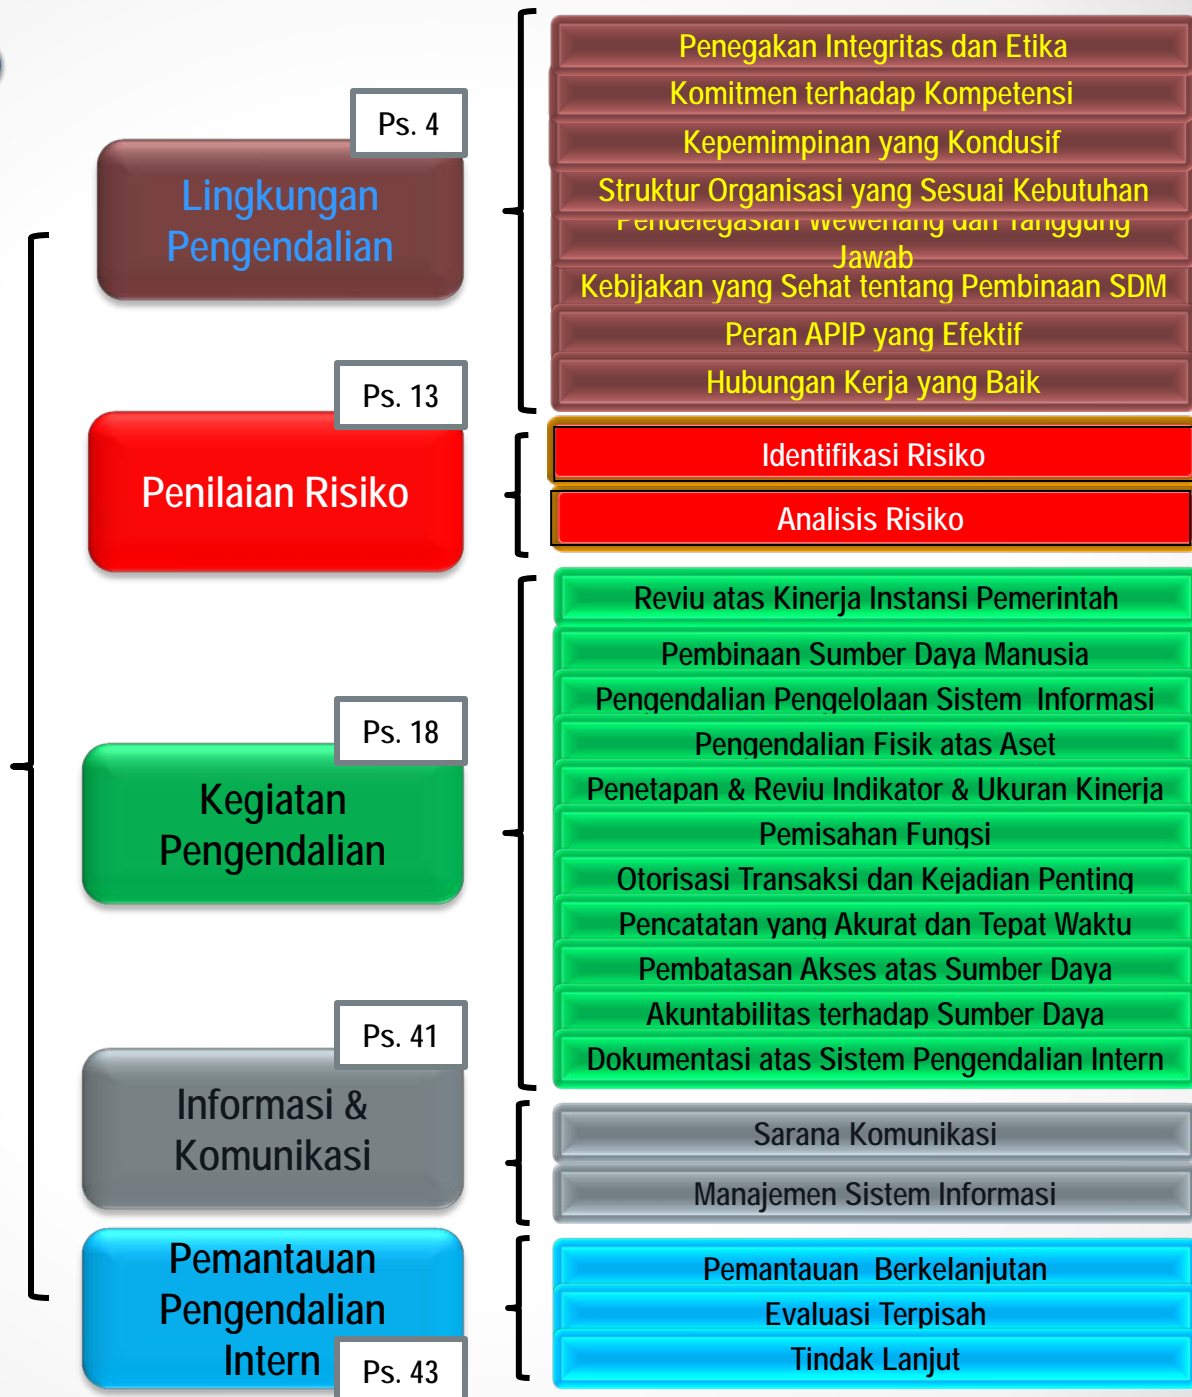 Ps. 4
Lingkungan
Pengendalian
Penegakan Integritas dan Etika
Komitmen terhadap Kompetensi
Kepemimpinan yang Kondusif
Struktur Organisasi yang Sesuai Kebutuhan
Pendelegasian Wewenang dan Tanggung
Jawab
Kebijakan yang Sehat tentang Pembinaan SDM
Peran APIP yang Efektif
Hubungan Kerja yang Baik
Ps. 13
Penilaian Risiko
Identifikasi Risiko
Analisis Risiko
Ps. 18
Kegiatan
Pengendalian
Reviu atas Kinerja Instansi Pemerintah
Pembinaan Sumber Daya Manusia
Pengendalian Pengelolaan Sistem Informasi
Pengendalian Fisik atas Aset
Penetapan & Reviu Indikator & Ukuran Kinerja
Pemisahan Fungsi
Otorisasi Transaksi dan Kejadian Penting
Pencatatan yang Akurat dan Tepat Waktu
Pembatasan Akses atas Sumber Daya
Akuntabilitas terhadap Sumber Daya
Dokumentasi atas Sistem Pengendalian Intern
Ps. 41
Informasi &
Komunikasi
Sarana Komunikasi
Manajemen Sistem Informasi
Pemantauan
Pengendalian
Intern
Ps. 43
Pemantauan Berkelanjutan
Evaluasi Terpisah
Tindak Lanjut